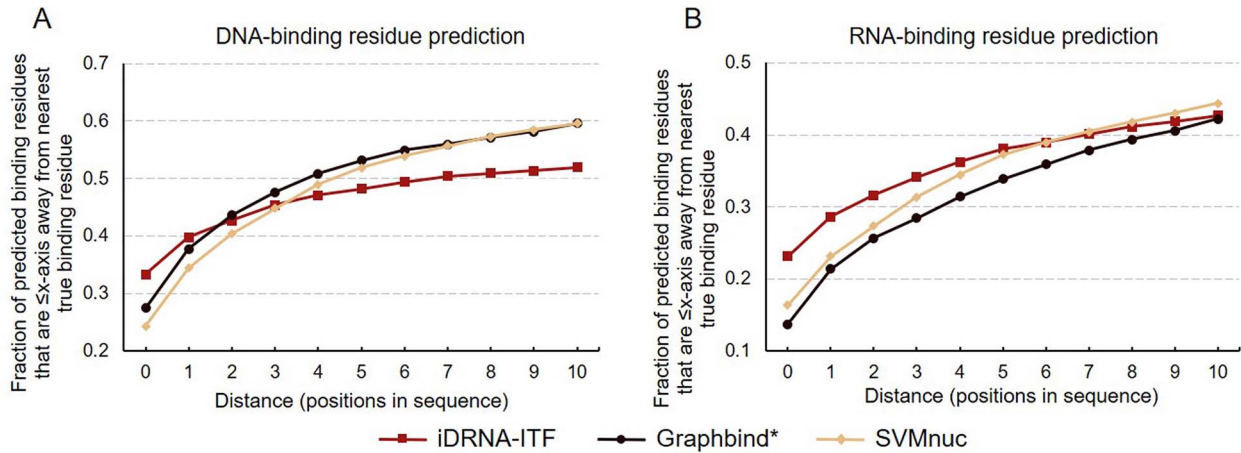 A
DNA-binding residue prediction
Fraction of predicted binding residues
that are ≤x-axis away from nearest
true binding residue
0.7
0.6
0.5
0.4
0.3
0.2
0 1 2 3 4 5 6 7 8 9 10
Distance (positions in sequence)
B
RNA-binding residue prediction
Fraction of predicted binding residues
that are ≤x-axis away from nearest
true binding residue
0.5
0.4
0.3
0.2
0.1
0 1 2 3 4 5 6 7 8 9 10
Distance (positions in sequence)
iDRNA-ITF Graphbind* SVMnuc